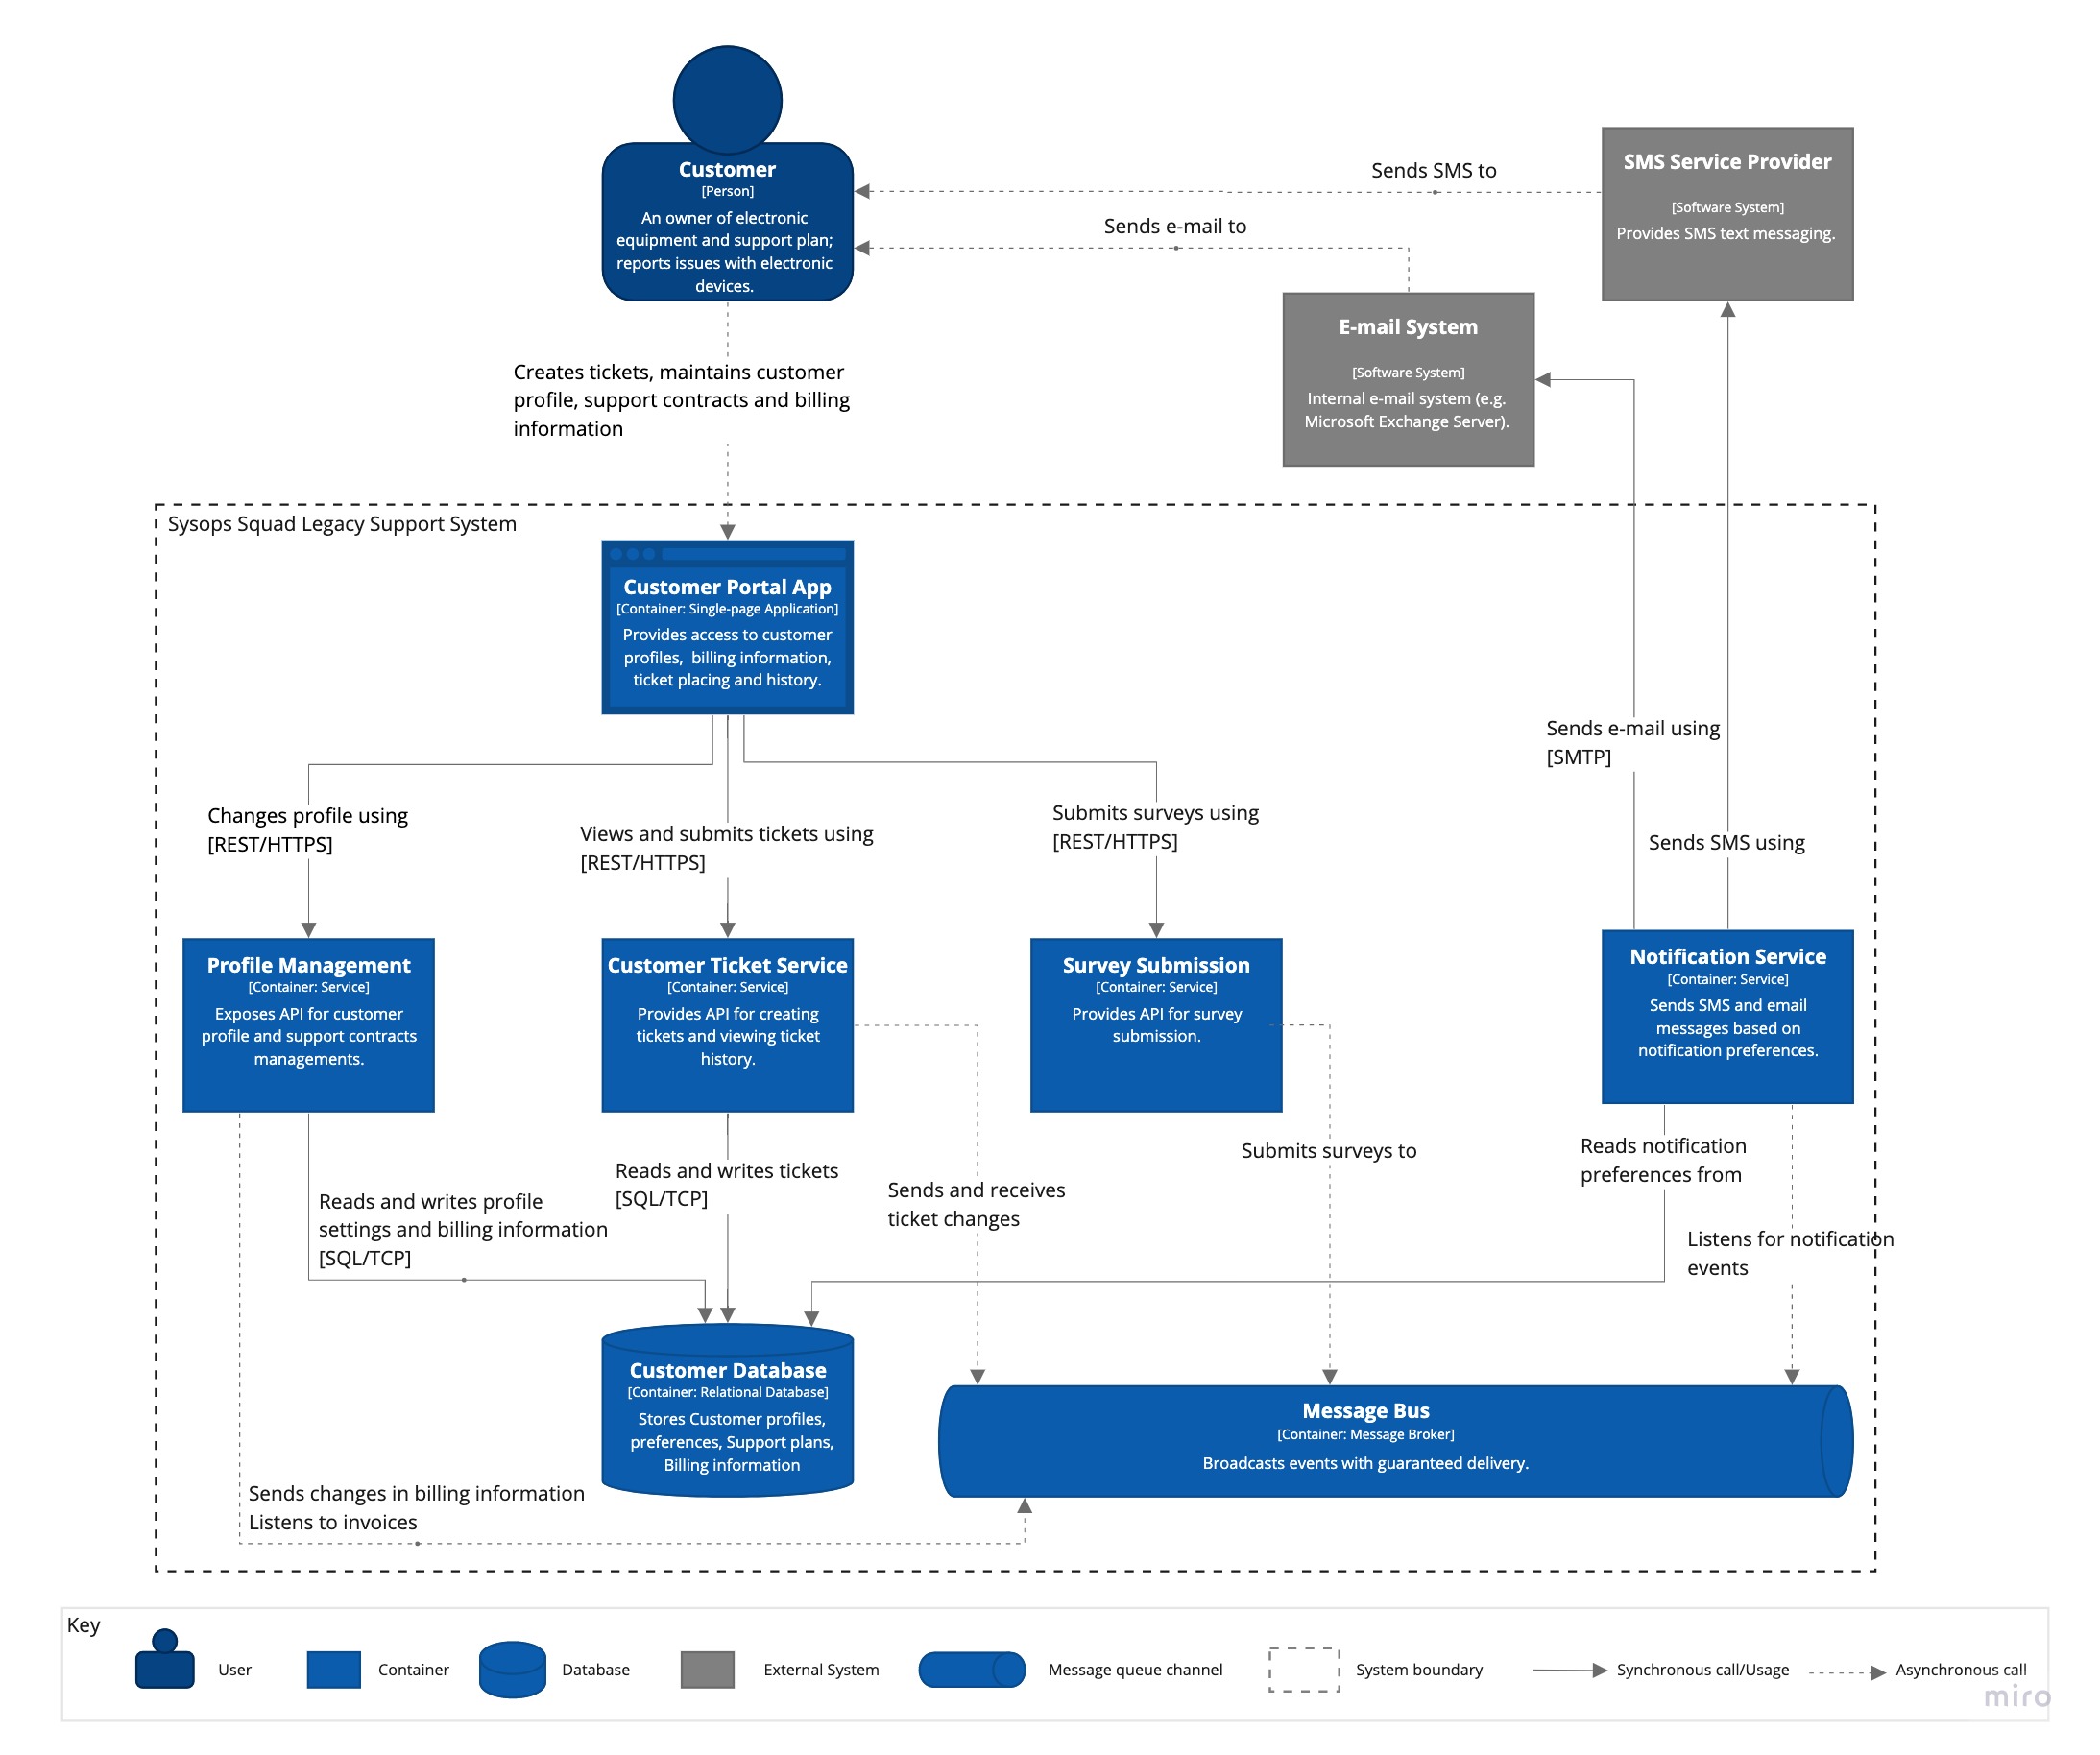 Customer
[Person]
An owner of electronic
equipment and support plan;
reports issues with electronic
devices.
SMS Service Provider
[Software System]
Provides SMS text messaging.
Sends SMS to
Sends e-mail to
E-mail System
[Software System]
Internal e-mail system (e.g.
Microsoft Exchange Server).
Creates tickets, maintains customer
profile, support contracts and billing
information
Sysops Squad Legacy Support System
Customer Portal App
[Container: Single-page Application]
Provides access to customer
profiles,  billing information,
ticket placing and history.
Sends e-mail using
[SMTP]
Sends SMS using
Changes profile using
[REST/HTTPS]
Views and submits tickets using
[REST/HTTPS]
Submits surveys using
[REST/HTTPS]
Profile Management
[Container: Service]
Exposes API for customer
profile and support contracts
managements.
Customer Ticket Service
[Container: Service]
Provides API for creating
tickets and viewing ticket
history.
Survey Submission
[Container: Service]
Provides API for survey
submission.
Notification Service
[Container: Service]
Sends SMS and email
messages based on
notification preferences.
Reads and writes profile
settings and billing information
[SQL/TCP]
Reads and writes tickets
[SQL/TCP]
Sends and receives
ticket changes
Submits surveys to
Reads notification
preferences from
Listens for notification
events
Customer Database
[Container: Relational Database]
Stores Customer profiles,
preferences, Support plans,
Billing information
Message Bus
[Container: Message Broker]
Broadcasts events with guaranteed delivery.
Sends changes in billing information
Listens to invoices
Key
User
Container
Database
External System
Message queue channel
System boundary
Synchronous call/Usage
Asynchronous call
miro